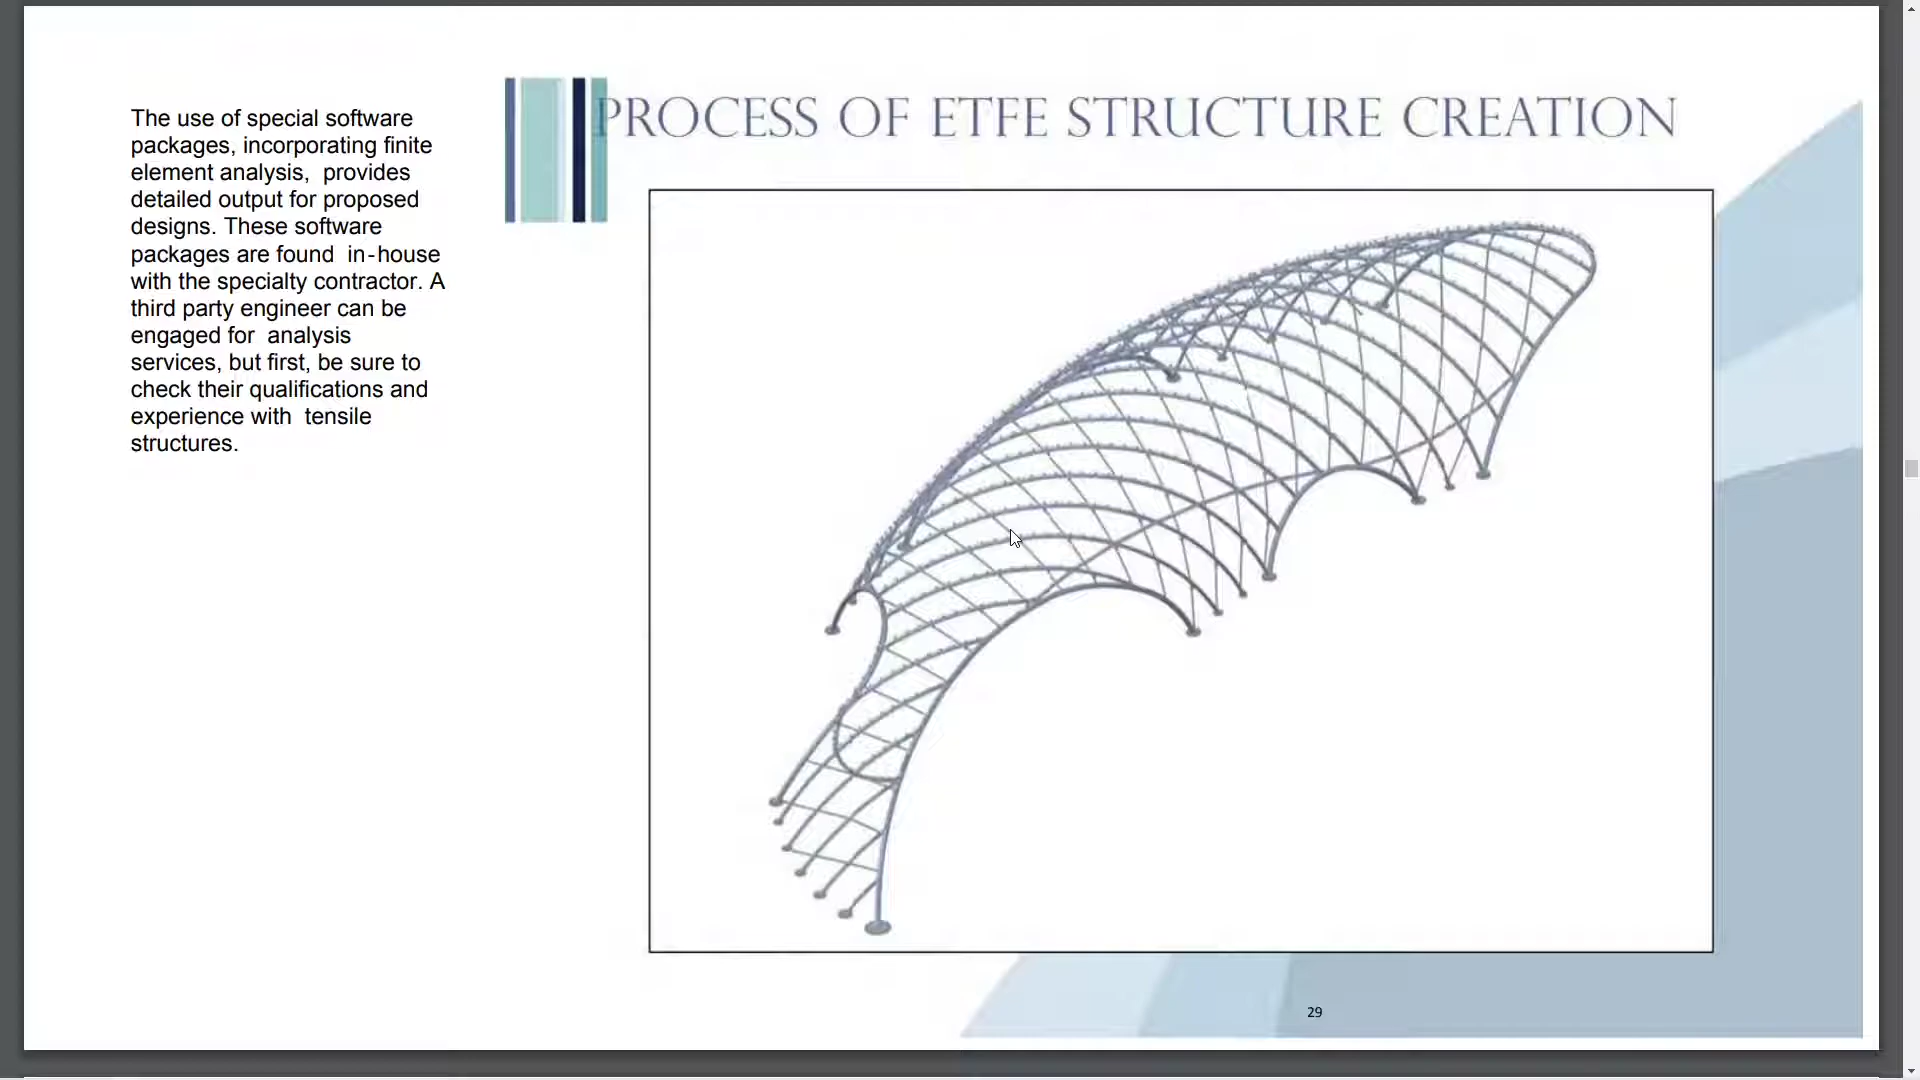 PROCESS OF ETFE STRUCTURE CREATION
The use of special software
packages, incorporating finite
element analysis,  provides
detailed output for proposed
designs. These software
packages are found  in-house
with the specialty contractor. A
third party engineer can be
engaged for  analysis
services, but first, be sure to
check their qualifications and
experience with  tensile
structures.
29